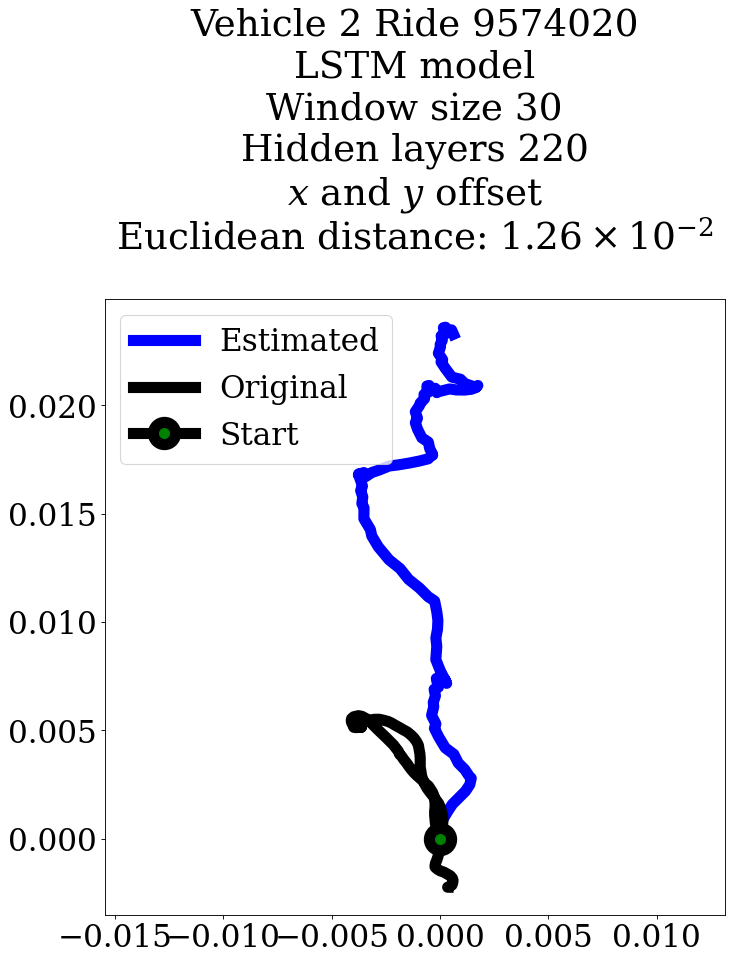 Vehicle 2 Ride 9574020
LSTM model
Window size 30
Hidden layers 220
x and y offset
Euclidean distance: 1.26 × 10⁻²
Estimated
Original
Start
0.020
0.015
0.010
0.005
0.000
−0.015 −0.010 −0.005 0.000 0.005 0.010